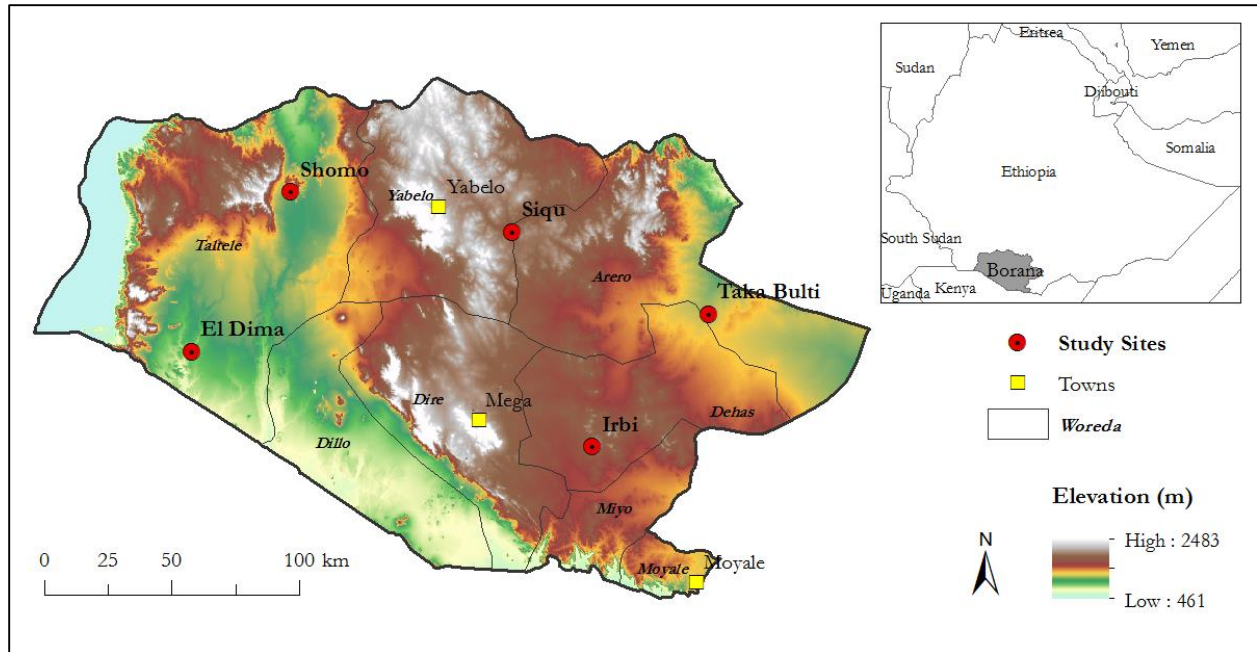 Shomo
Yabelo
Yabelo
Siqu
Taltele
Arero
Taka Bulti
El Dima
Dire
Mega
Dehas
Irbi
Dillo
Miyo
Moyale
Moyale
0 25 50 100 km
Eritrea
Yemen
Sudan
Djibouti
Somalia
Ethiopia
South Sudan
Borana
Uganda
Kenya
Study Sites
Towns
Woreda
Elevation (m)
N
High : 2483
Low : 461